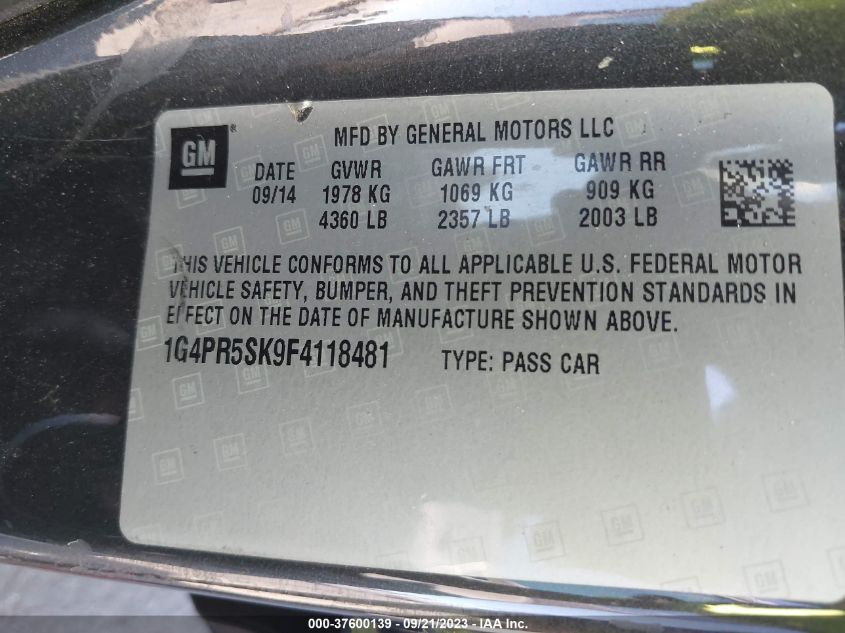 GM ® MFD BY GENERAL MOTORS LLC
DATE GVWR GAWR FRT GAWR RR
09/14 1978 KG 1069 KG 909 KG
4360 LB 2357 LB 2003 LB
THIS VEHICLE CONFORMS TO ALL APPLICABLE U.S. FEDERAL MOTOR
VEHICLE SAFETY, BUMPER, AND THEFT PREVENTION STANDARDS IN
EFFECT ON THE DATE OF MANUFACTURE SHOWN ABOVE.
1G4PR5SK9F4118481 TYPE: PASS CAR
000-37600139 - 09/21/2023 - IAAI.COM